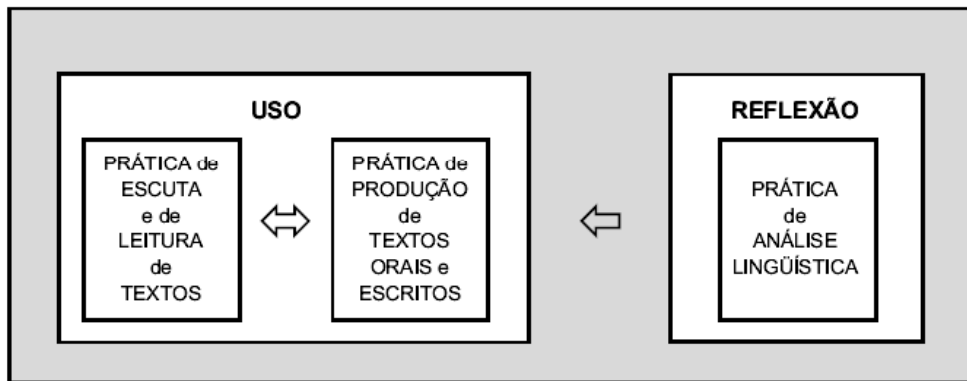 USO
PRÁTICA de
ESCUTA
e de
LEITURA
de
TEXTOS
PRÁTICA de
PRODUÇÃO
de
TEXTOS
ORAIS e
ESCRITOS
REFLEXÃO
PRÁTICA
de
ANÁLISE
LINGÜÍSTICA